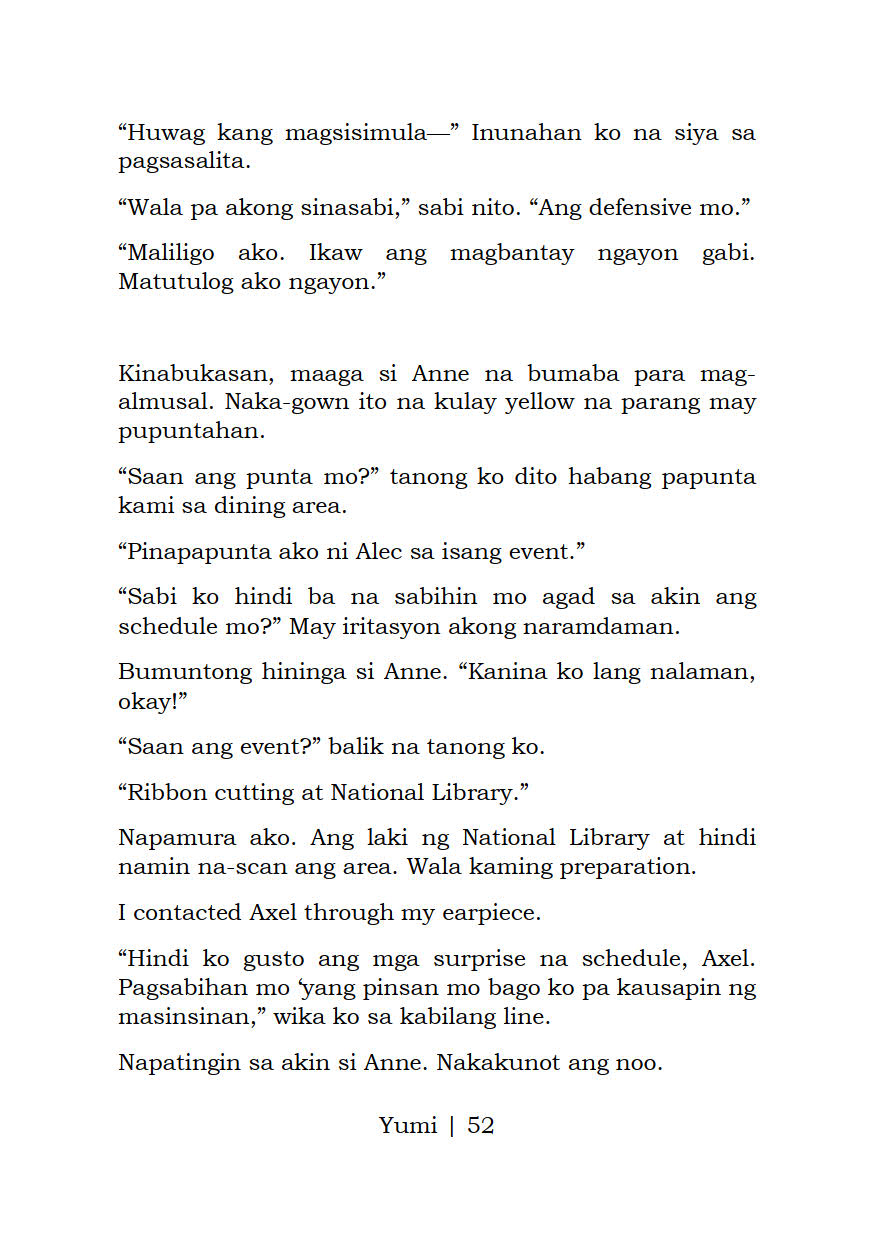 “Huwag kang magsisimula—” Inunahan ko na siya sa
pagsasalita.
“Wala pa akong sinasabi,” sabi nito. “Ang defensive mo.”
“Maliligo ako. Ikaw ang magbantay ngayon gabi.
Matutulog ako ngayon.”
Kinabukasan, maaga si Anne na bumaba para mag-
almusal. Naka-gown ito na kulay yellow na parang may
pupuntahan.
“Saan ang punta mo?” tanong ko dito habang papunta
kami sa dining area.
“Pinapapunta ako ni Alec sa isang event.”
“Sabi ko hindi ba na sabihin mo agad sa akin ang
schedule mo?” May iritasyon akong naramdaman.
Bumuntong hininga si Anne. “Kanina ko lang nalaman,
okay!”
“Saan ang event?” balik na tanong ko.
“Ribbon cutting at National Library.”
Napamura ako. Ang laki ng National Library at hindi
namin na-scan ang area. Wala kaming preparation.
I contacted Axel through my earpiece.
“Hindi ko gusto ang mga surprise na schedule, Axel.
Pagsabihan mo ‘yang pinsan mo bago ko pa kausapin ng
masinsinan,” wika ko sa kabilang line.
Napatingin sa akin si Anne. Nakakunot ang noo.
Yumi | 52